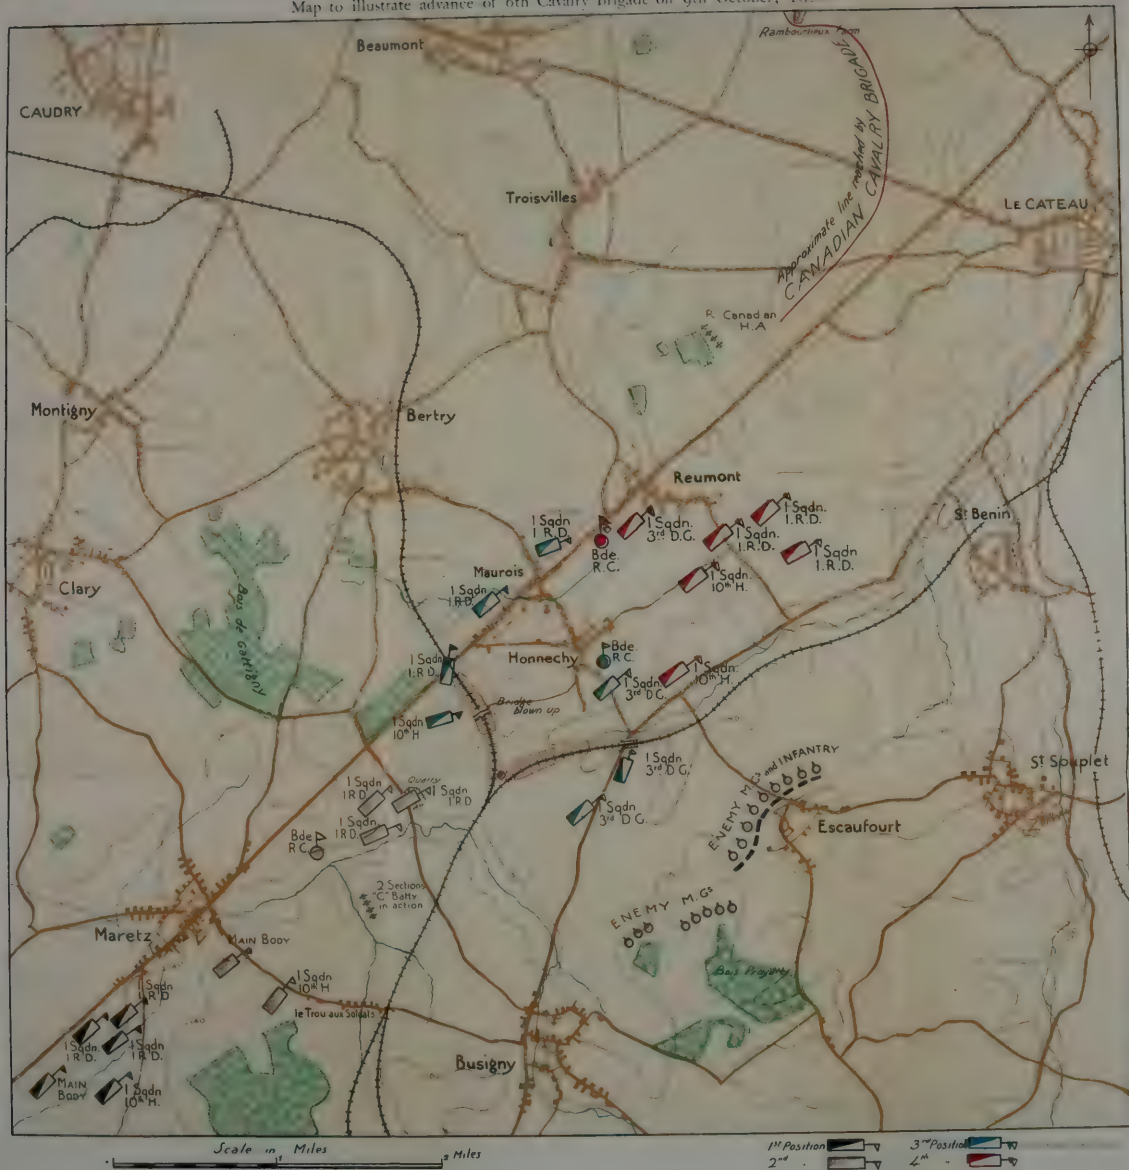 Map to illustrate advance of 6th Cavalry Brigade on 9th October,
Beaumont
CAUDRY
Troisvilles
LE CATEAU
Approximate line reached by
CANADIAN CAVALRY BRIGADE
R. Canadian
H.A
Montigny
Bertry
Reumont
St Benin
1 Sqdn
1 R.D.
Bde.
R.C.
1 Sqdn.
3rd D.G.
1 Sqdn.
1.R.D.
1 Sqdn.
1.R.D.
1 Sqdn
1.R.D.
1 Sqdn.
10th H.
Maurois
1 Sqdn
1.R.D.
Clary
Bois de Gattigny
Honnechy
Bde.
R.C.
1 Sqdn
1.R.D.
1 Sqdn.
3rd D.G.
1 Sqdn.
10th H.
1 Sqdn
10th H
Bridge
blown up
1 Sqdn
3rd D.G.
1 Sqdn
3rd D G.
ENEMY M.Gs and INFANTRY
St Souplet
Escaufourt
Quarry
1 Sqdn
1 R.D
1 Sqdn
1 R.D
1 Sqdn
1 R.D.
Bde
R.C.
2 Sections
"C" Batty
in action
ENEMY M.Gs
Maretz
MAIN BODY
1 Sqdn
10th H
le Trou aux Soldats
Busigny
1 Sqdn
1 R D
1 Sqdn
1 R.D.
1 Sqdn
1 R.D.
MAIN
BODY
1 Sqdn
10th H.
Scale in Miles
1
2 Miles
1st Position
3rd Position
2nd "
4th "